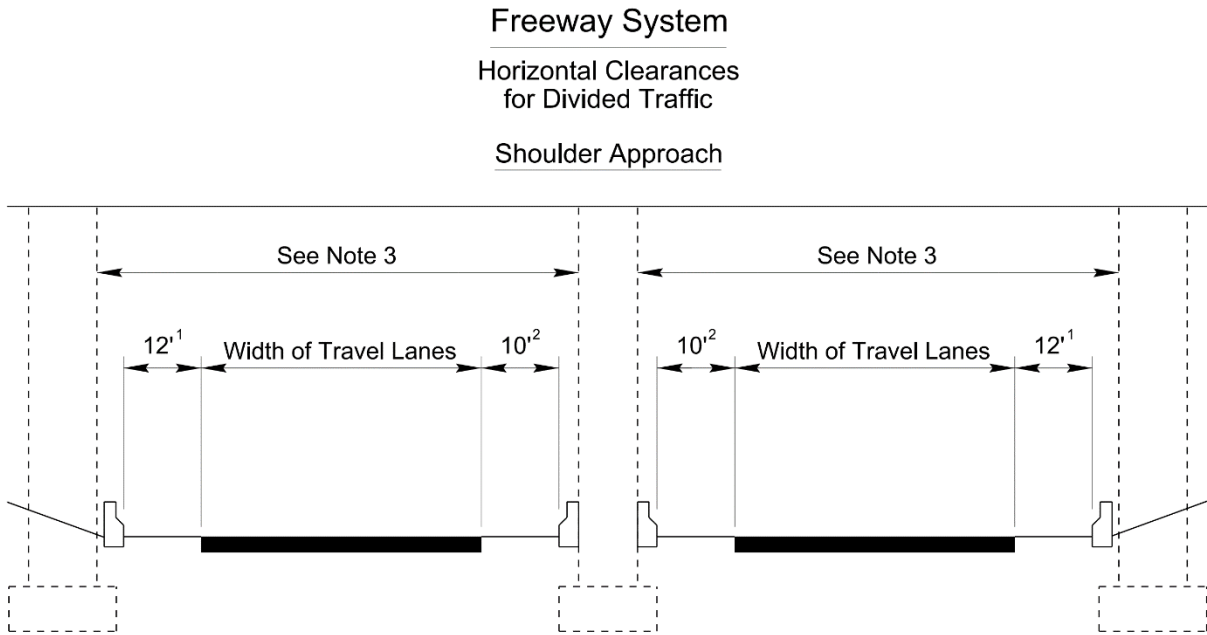 Freeway System
Horizontal Clearances
for Divided Traffic
Shoulder Approach
See Note 3 See Note 3
12'¹ Width of Travel Lanes 10'² 10'² Width of Travel Lanes 12'¹